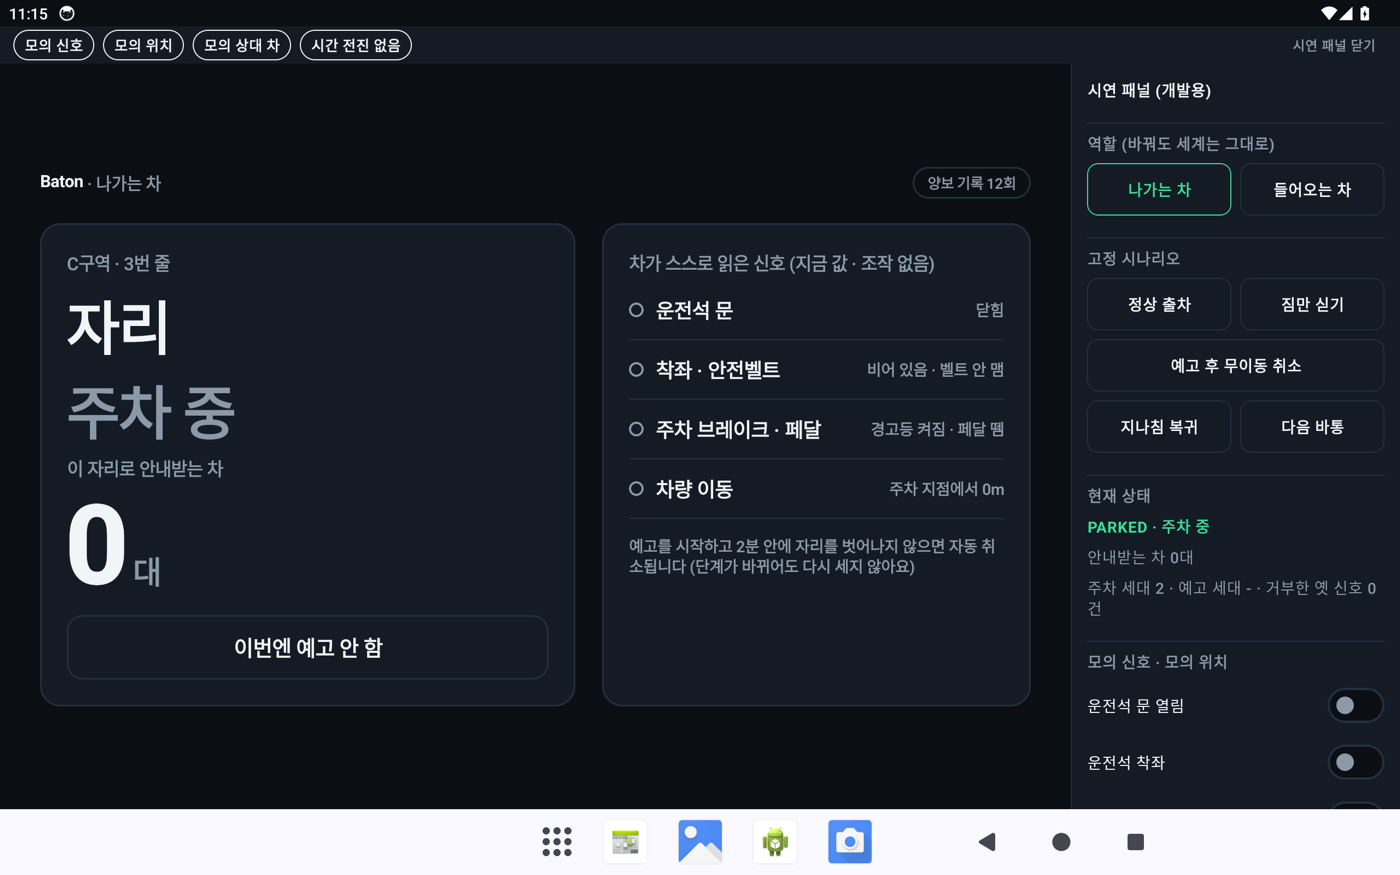 11:15
모의 신호
모의 위치
모의 상대 차
시간 전진 없음
시연 패널 닫기
Baton · 나가는 차
양보 기록 12회
C구역 · 3번 줄
자리
주차 중
이 자리로 안내받는 차
0 대
이번엔 예고 안 함
차가 스스로 읽은 신호 (지금 값 · 조작 없음)
운전석 문 닫힘
착좌 · 안전벨트 비어 있음 · 벨트 안 맴
주차 브레이크 · 페달 경고등 켜짐 · 페달 뗌
차량 이동 주차 지점에서 0m
예고를 시작하고 2분 안에 자리를 벗어나지 않으면 자동 취
소됩니다 (단계가 바뀌어도 다시 세지 않아요)
시연 패널 (개발용)
역할 (바꿔도 세계는 그대로)
나가는 차
들어오는 차
고정 시나리오
정상 출차
짐만 싣기
예고 후 무이동 취소
지나침 복귀
다음 바통
현재 상태
PARKED · 주차 중
안내받는 차 0대
주차 세대 2 · 예고 세대 - · 거부한 옛 신호 0
건
모의 신호 · 모의 위치
운전석 문 열림
운전석 착좌